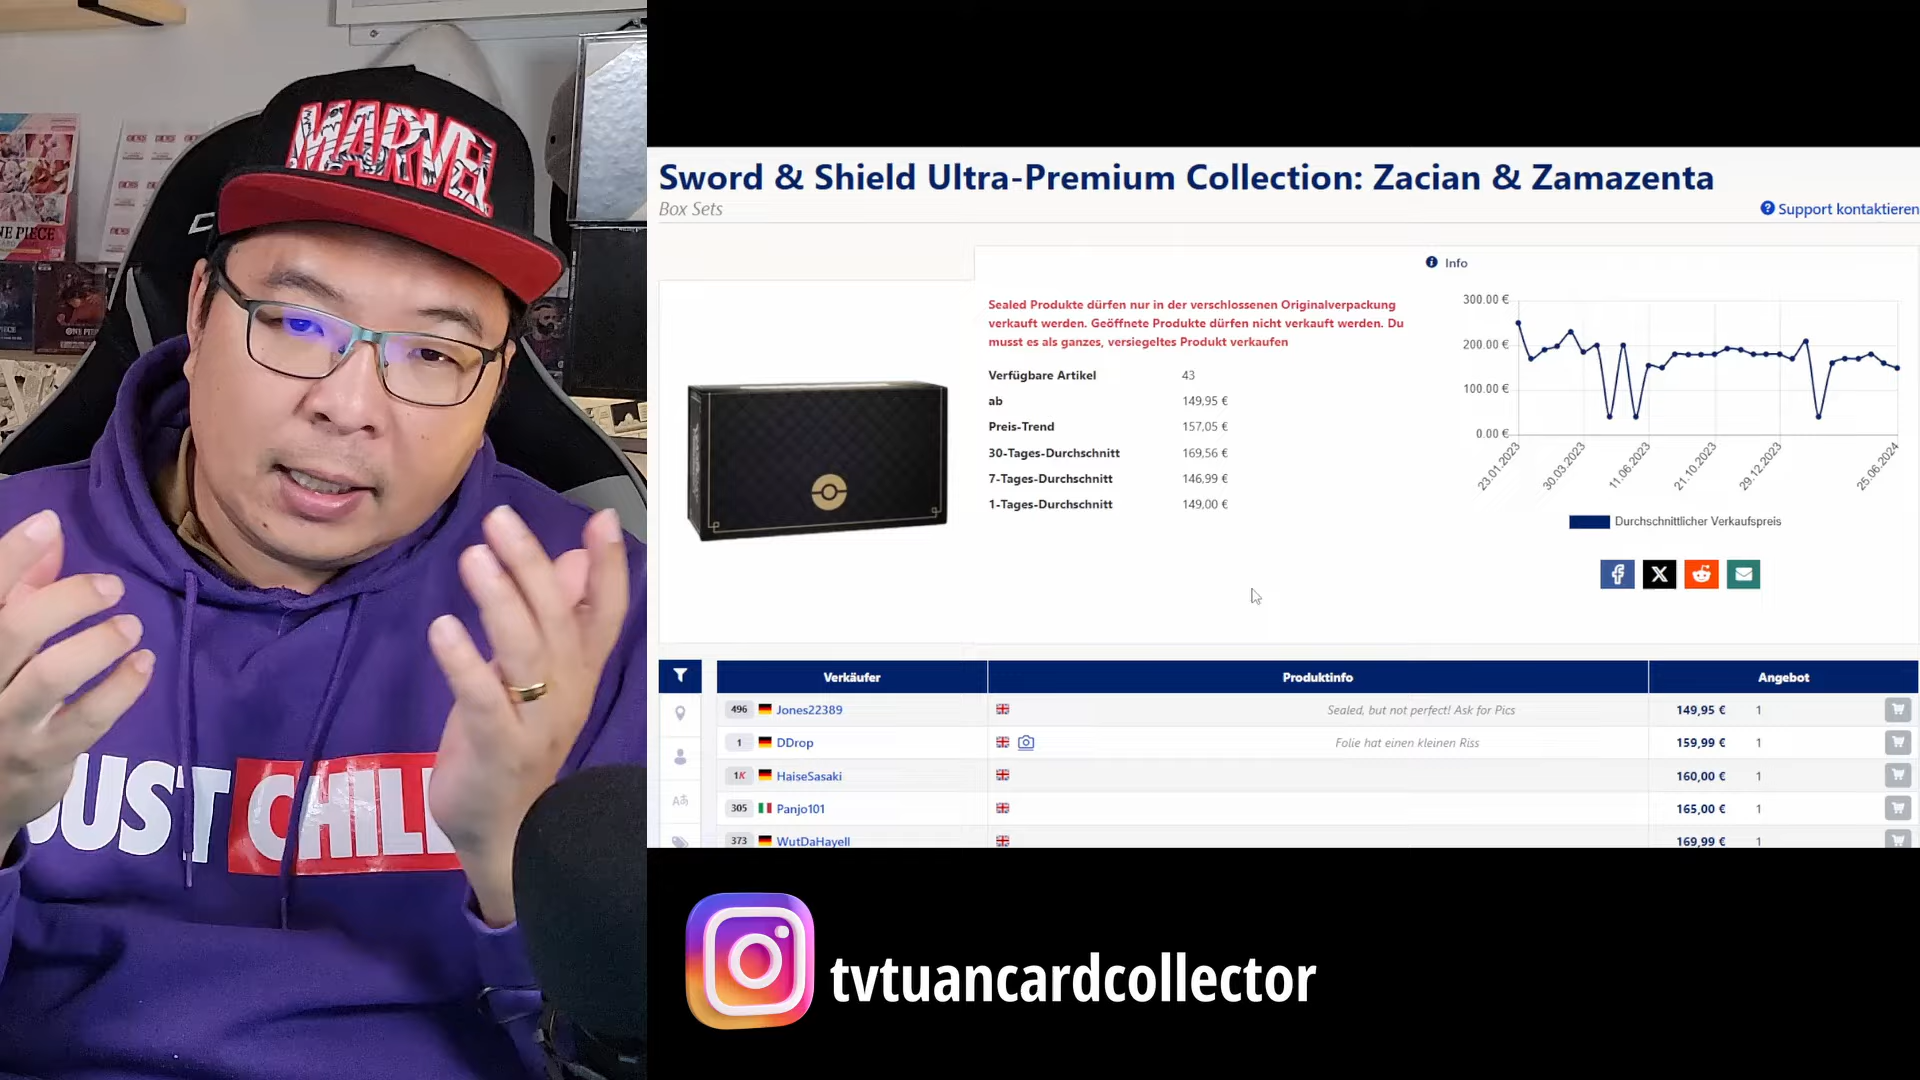 MARVEL
NE PIECE
JUST CHILL
Sword & Shield Ultra-Premium Collection: Zacian & Zamazenta
Box Sets
Support kontaktieren
Info
Sealed Produkte dürfen nur in der verschlossenen Originalverpackung
verkauft werden. Geöffnete Produkte dürfen nicht verkauft werden. Du
musst es als ganzes, versiegeltes Produkt verkaufen
Verfügbare Artikel 43
ab 149,95 €
Preis-Trend 157,05 €
30-Tages-Durchschnitt 169,56 €
7-Tages-Durchschnitt 146,99 €
1-Tages-Durchschnitt 149,00 €
300.00 €
200.00 €
100.00 €
0.00 €
23.01.2023 30.03.2023 11.06.2023 21.10.2023 29.12.2023 25.06.2024
Durchschnittlicher Verkaufspreis
Verkäufer Produktinfo Angebot
496 Jones22389 Sealed, but not perfect! Ask for Pics 149,95 € 1
1 DDrop Folie hat einen kleinen Riss 159,99 € 1
1K HaiseSasaki 160,00 € 1
305 Panjo101 165,00 € 1
373 WutDaHayell 169,99 € 1
tvtuancardcollector